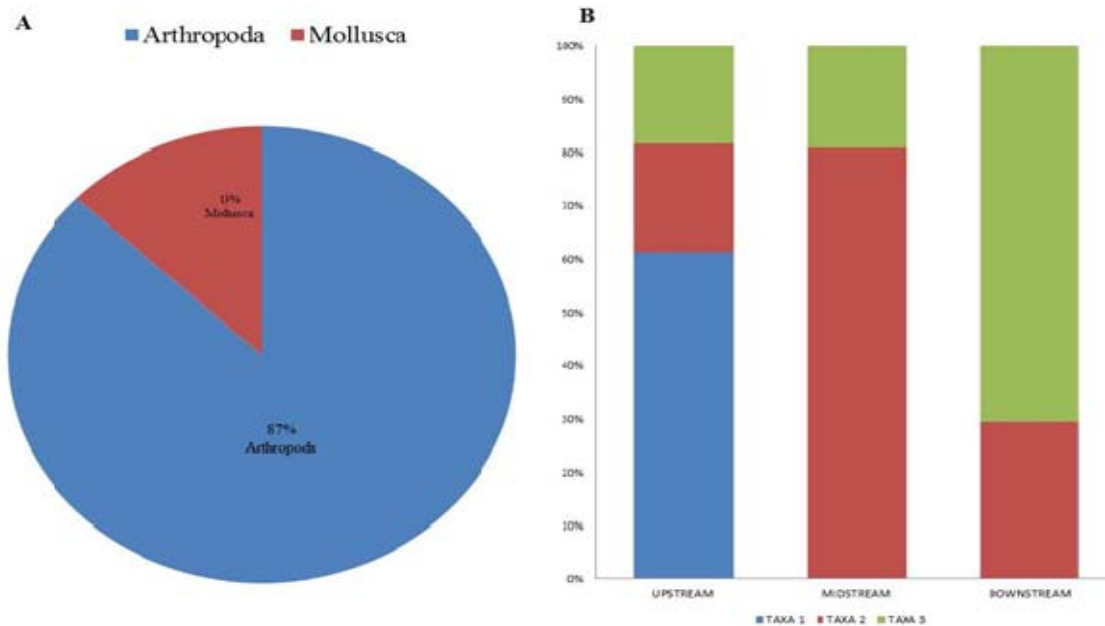 A
Arthropoda Mollusca
Mollusca
87%
Arthropoda
B
100%
90%
80%
70%
60%
50%
40%
30%
20%
10%
0%
UPSTREAM MIDSTREAM DOWNSTREAM
TAXA 1 TAXA 2 TAXA 3